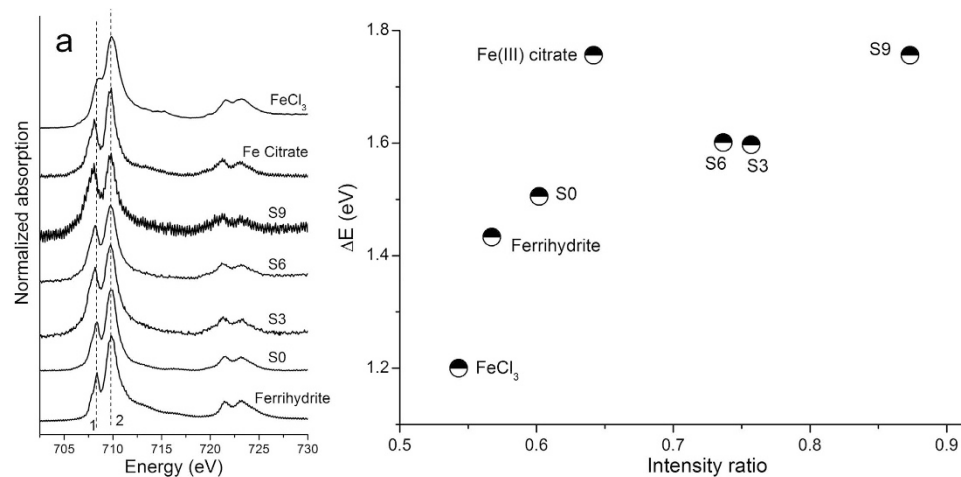 a
FeCl₃
Fe Citrate
S9
S6
S3
S0
Ferrihydrite
1
2
Normalized absorption
705 710 715 720 725 730
Energy (eV)
1.8
1.6
1.4
1.2
ΔE (eV)
Fe(III) citrate
S9
S6
S3
S0
Ferrihydrite
FeCl₃
0.5 0.6 0.7 0.8 0.9
Intensity ratio